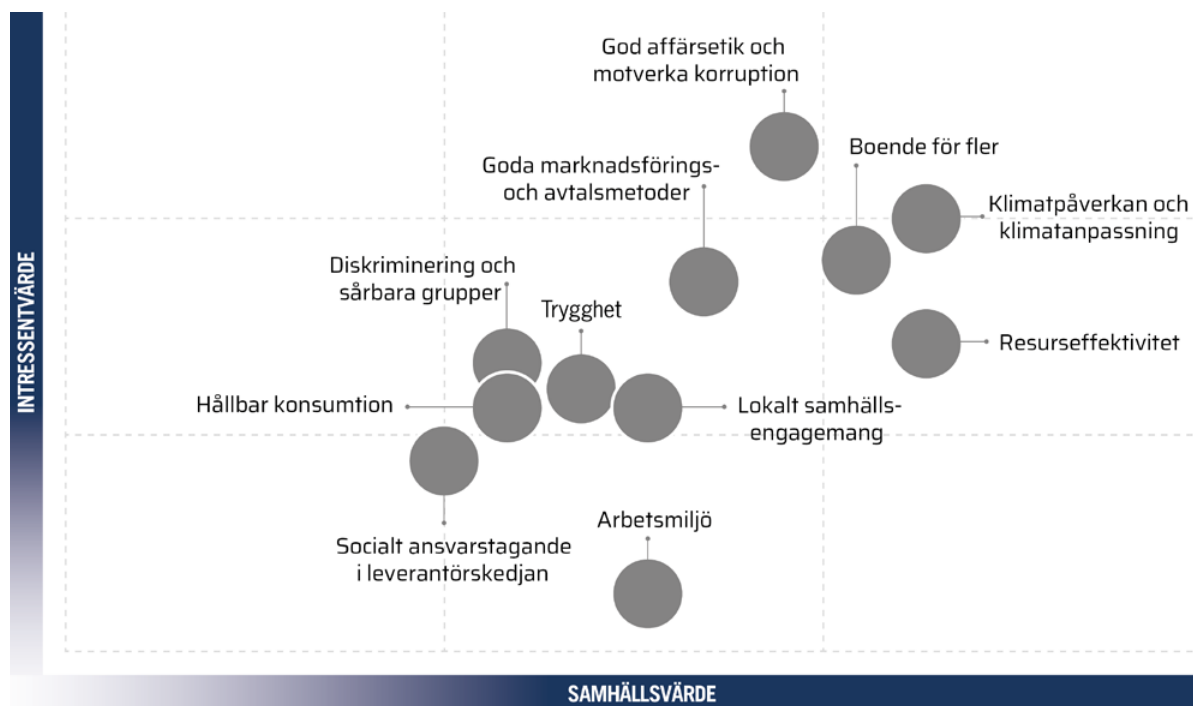 God affärsetik och
motverka korruption
Boende för fler
Goda marknadsförings-
och avtalsmetoder
Klimatpåverkan och
klimatanpassning
Diskriminering och
sårbara grupper
Trygghet
Resurseffektivitet
Hållbar konsumtion
Lokalt samhälls-
engagemang
Arbetsmiljö
Socialt ansvarstagande
i leverantörskedjan
INTRESSENTVÄRDE
SAMHÄLLSVÄRDE